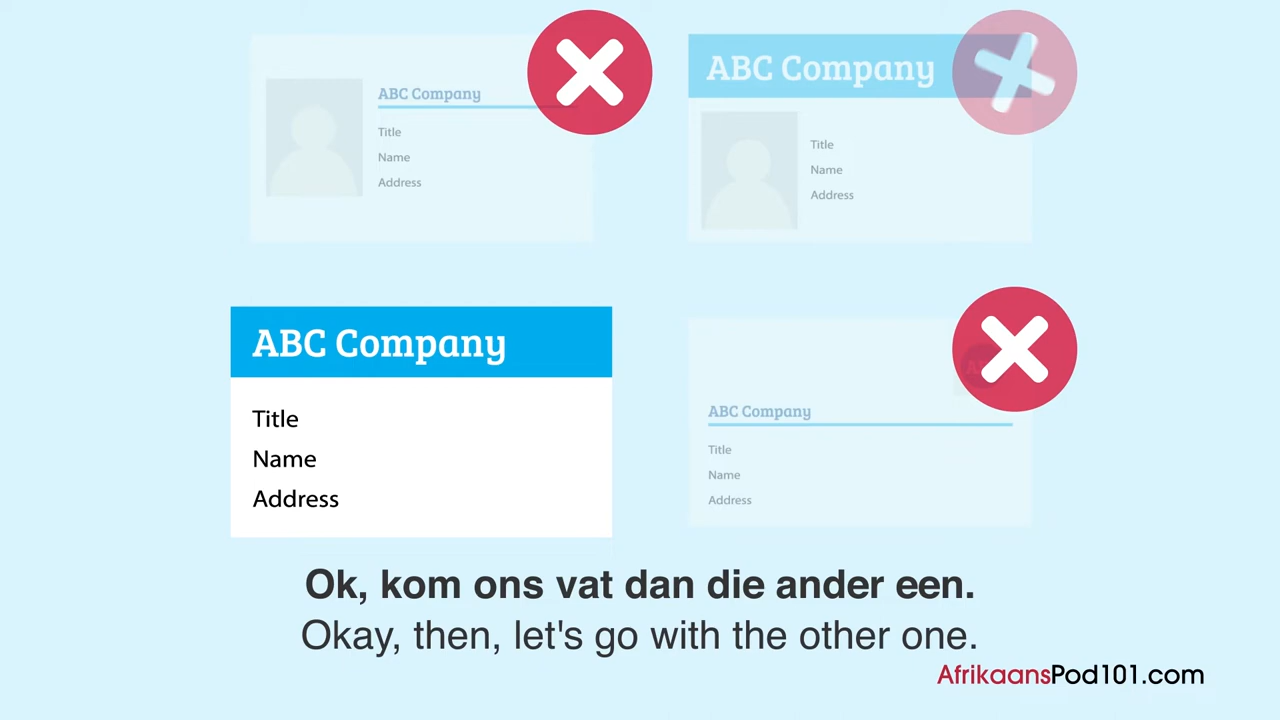 ABC Company
Title
Name
Address
ABC Company
Title
Name
Address
ABC Company
Title
Name
Address
ABC Company
Title
Name
Address
Ok, kom ons vat dan die ander een.
Okay, then, let's go with the other one.
AfrikaansPod101.com